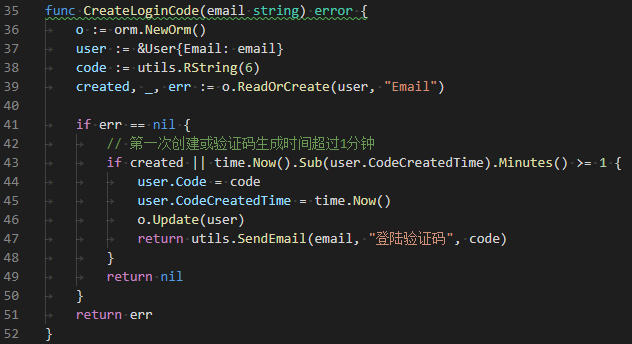 35 func CreateLoginCode(email string) error {
36 o := orm.NewOrm()
37 user := &User{Email: email}
38 code := utils.RString(6)
39 created, _, err := o.ReadOrCreate(user, "Email")
40
41 if err == nil {
42 // 第一次创建或验证码生成时间超过1分钟
43 if created || time.Now().Sub(user.CodeCreatedTime).Minutes() >= 1 {
44 user.Code = code
45 user.CodeCreatedTime = time.Now()
46 o.Update(user)
47 return utils.SendEmail(email, "登陆验证码", code)
48 }
49 return nil
50 }
51 return err
52 }